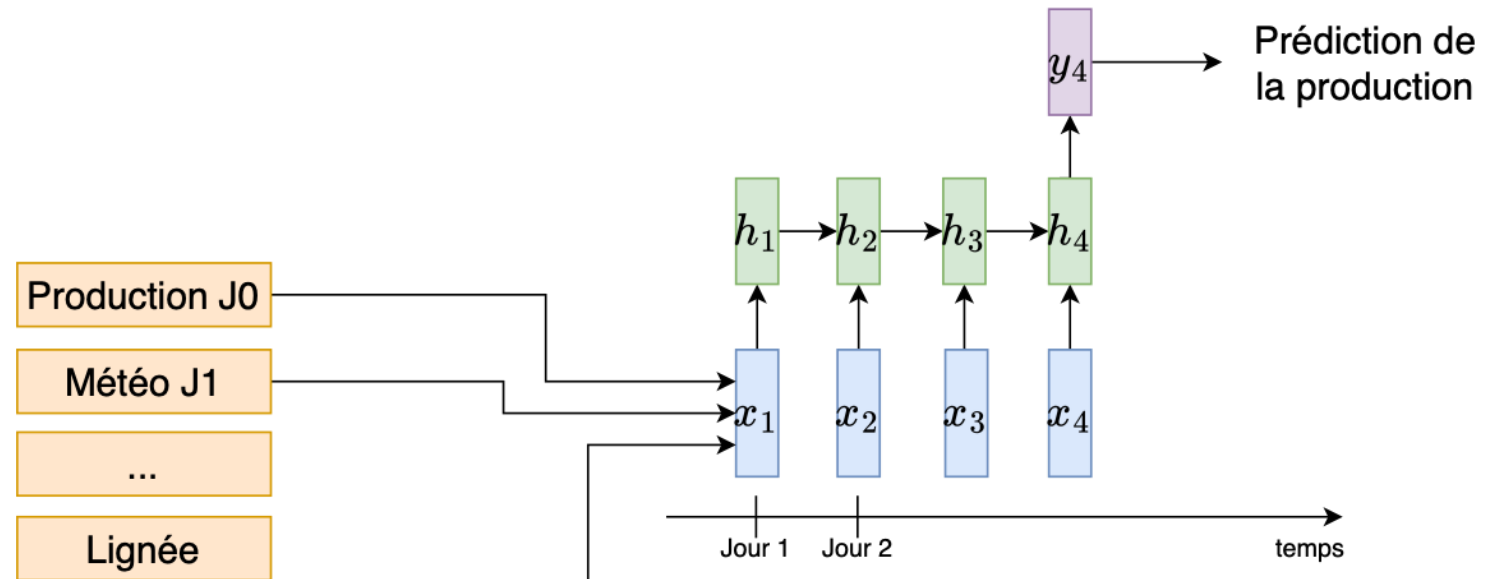 y₄
Prédiction de
la production
h₁ h₂ h₃ h₄
Production J0
Météo J1
...
Lignée
x₁ x₂ x₃ x₄
Jour 1 Jour 2 temps